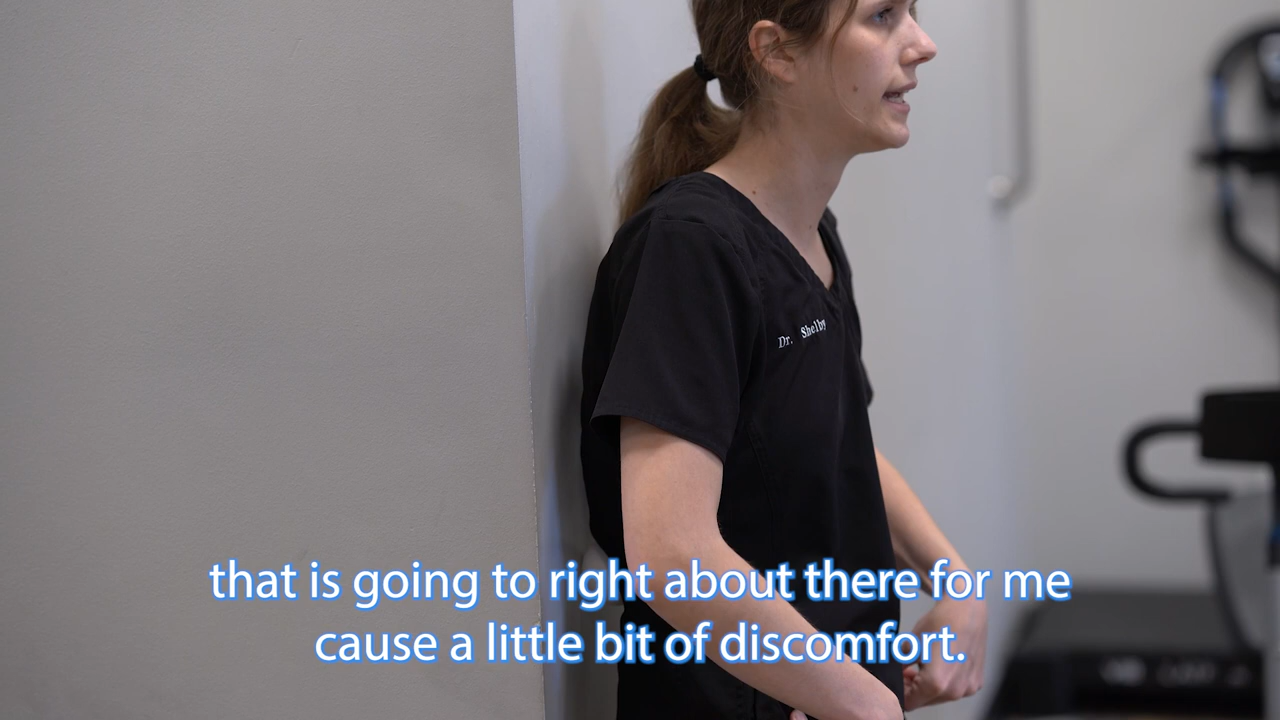 Dr. Shelby
that is going to right about there for me
cause a little bit of discomfort.